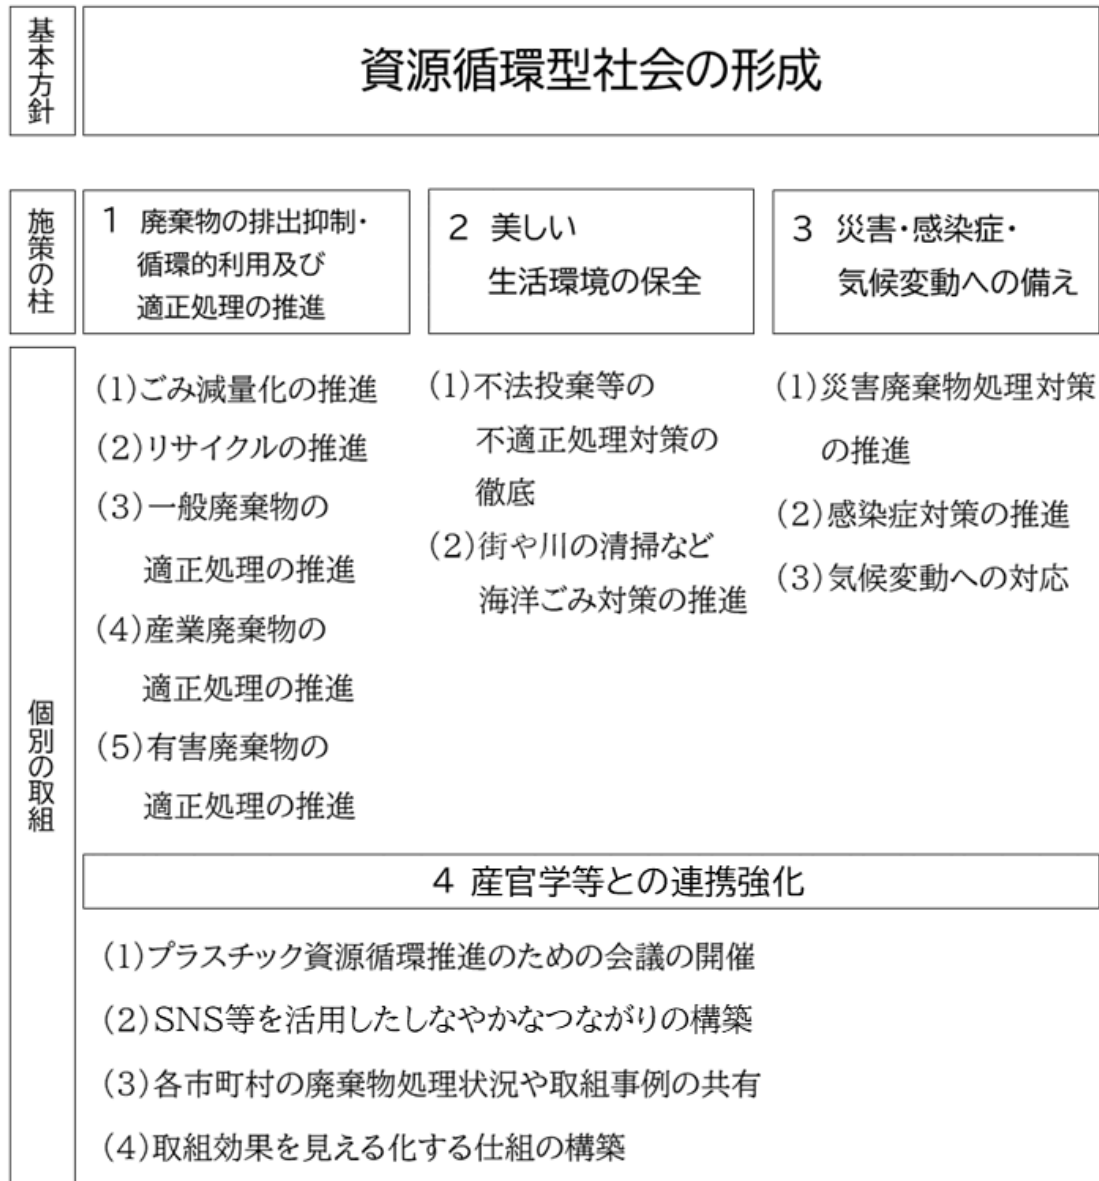 基本方針
資源循環型社会の形成
施策の柱
1 廃棄物の排出抑制・
循環的利用及び
適正処理の推進
2 美しい
生活環境の保全
3 災害・感染症・
気候変動への備え
個別の取組
(1)ごみ減量化の推進
(2)リサイクルの推進
(3)一般廃棄物の
適正処理の推進
(4)産業廃棄物の
適正処理の推進
(5)有害廃棄物の
適正処理の推進
(1)不法投棄等の
不適正処理対策の
徹底
(2)街や川の清掃など
海洋ごみ対策の推進
(1)災害廃棄物処理対策
の推進
(2)感染症対策の推進
(3)気候変動への対応
4 産官学等との連携強化
(1)プラスチック資源循環推進のための会議の開催
(2)SNS等を活用したしなやかなつながりの構築
(3)各市町村の廃棄物処理状況や取組事例の共有
(4)取組効果を見える化する仕組の構築